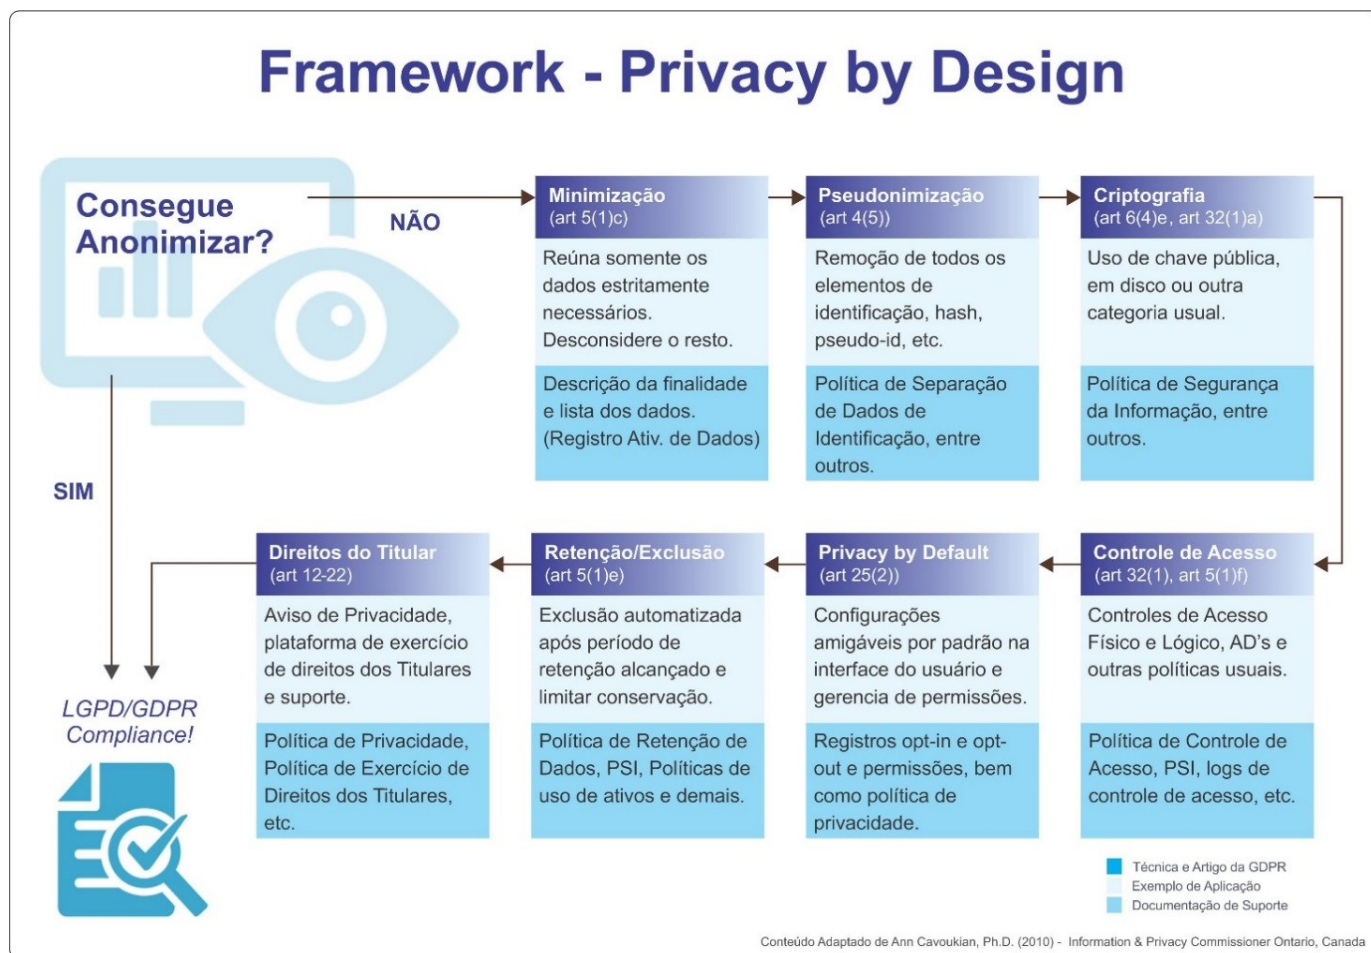 Framework - Privacy by Design
Consegue
Anonimizar?
NÃO
SIM
Minimização
(art 5(1)c)
Reúna somente os
dados estritamente
necessários.
Desconsidere o resto.
Descrição da finalidade
e lista dos dados.
(Registro Ativ. de Dados)
Pseudonimização
(art 4(5))
Remoção de todos os
elementos de
identificação, hash,
pseudo-id, etc.
Política de Separação
de Dados de
Identificação, entre
outros.
Criptografia
(art 6(4)e, art 32(1)a)
Uso de chave pública,
em disco ou outra
categoria usual.
Política de Segurança
da Informação, entre
outros.
Controle de Acesso
(art 32(1), art 5(1)f)
Controles de Acesso
Físico e Lógico, AD's e
outras políticas usuais.
Política de Controle de
Acesso, PSI, logs de
controle de acesso, etc.
Privacy by Default
(art 25(2))
Configurações
amigáveis por padrão na
interface do usuário e
gerencia de permissões.
Registros opt-in e opt-
out e permissões, bem
como política de
privacidade.
Retenção/Exclusão
(art 5(1)e)
Exclusão automatizada
após período de
retenção alcançado e
limitar conservação.
Política de Retenção de
Dados, PSI, Políticas de
uso de ativos e demais.
Direitos do Titular
(art 12-22)
Aviso de Privacidade,
plataforma de exercício
de direitos dos Titulares
e suporte.
Política de Privacidade,
Política de Exercício de
Direitos dos Titulares,
etc.
LGPD/GDPR
Compliance!
Técnica e Artigo da GDPR
Exemplo de Aplicação
Documentação de Suporte
Conteúdo Adaptado de Ann Cavoukian, Ph.D. (2010) - Information & Privacy Commissioner Ontario, Canada